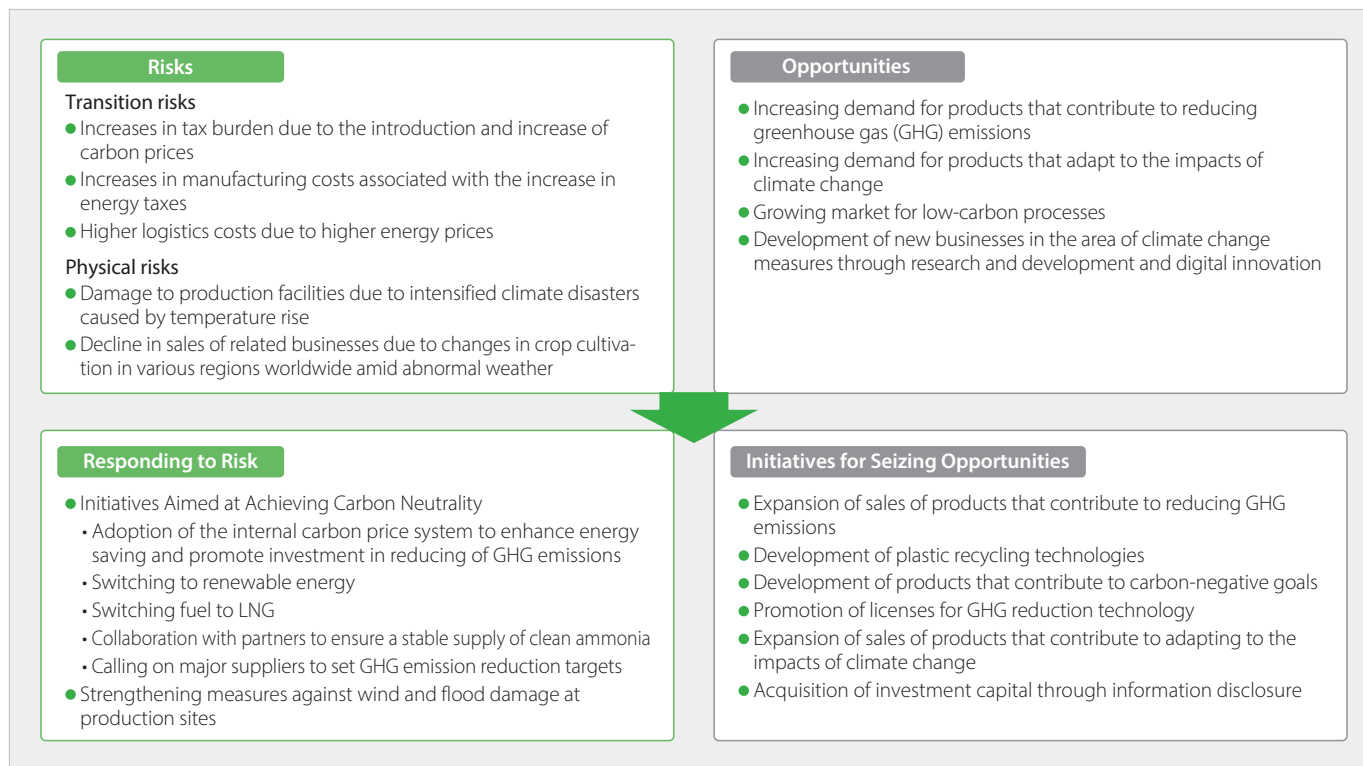 Risks
Transition risks
● Increases in tax burden due to the introduction and increase of
carbon prices
● Increases in manufacturing costs associated with the increase in
energy taxes
● Higher logistics costs due to higher energy prices
Physical risks
● Damage to production facilities due to intensified climate disasters
caused by temperature rise
● Decline in sales of related businesses due to changes in crop cultiva-
tion in various regions worldwide amid abnormal weather
Opportunities
● Increasing demand for products that contribute to reducing
greenhouse gas (GHG) emissions
● Increasing demand for products that adapt to the impacts of
climate change
● Growing market for low-carbon processes
● Development of new businesses in the area of climate change
measures through research and development and digital innovation
Responding to Risk
● Initiatives Aimed at Achieving Carbon Neutrality
• Adoption of the internal carbon price system to enhance energy
saving and promote investment in reducing of GHG emissions
• Switching to renewable energy
• Switching fuel to LNG
• Collaboration with partners to ensure a stable supply of clean ammonia
• Calling on major suppliers to set GHG emission reduction targets
● Strengthening measures against wind and flood damage at
production sites
Initiatives for Seizing Opportunities
● Expansion of sales of products that contribute to reducing GHG
emissions
● Development of plastic recycling technologies
● Development of products that contribute to carbon-negative goals
● Promotion of licenses for GHG reduction technology
● Expansion of sales of products that contribute to adapting to the
impacts of climate change
● Acquisition of investment capital through information disclosure